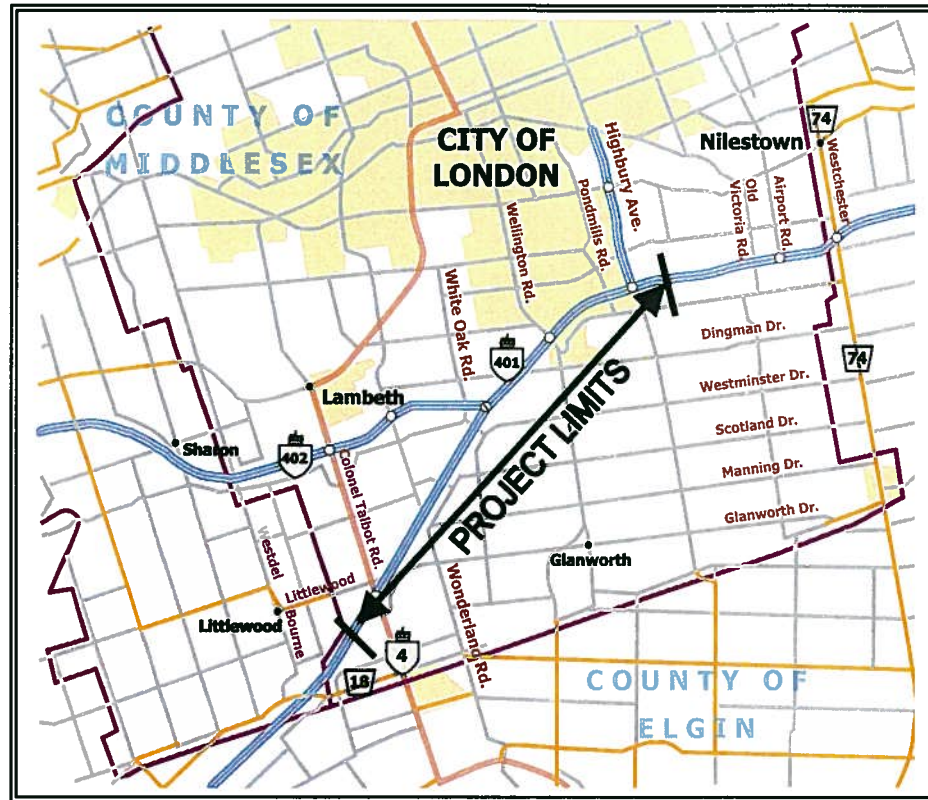 COUNTY OF
MIDDLESEX
CITY OF
LONDON
Highbury Ave.
Pondmills Rd.
Wellington Rd.
White Oak Rd.
Nilestown
74
Westchester
Old
Victoria Rd.
Airport Rd.
Dingman Dr.
401
Westminster Dr.
74
Lambeth
Scotland Dr.
Sharon
402
Manning Dr.
Colonel Talbot Rd.
PROJECT LIMITS
Glanworth Dr.
Glanworth
Westdel
Bourne
Littlewood
Littlewood
Wonderland Rd.
4
18
COUNTY OF
ELGIN